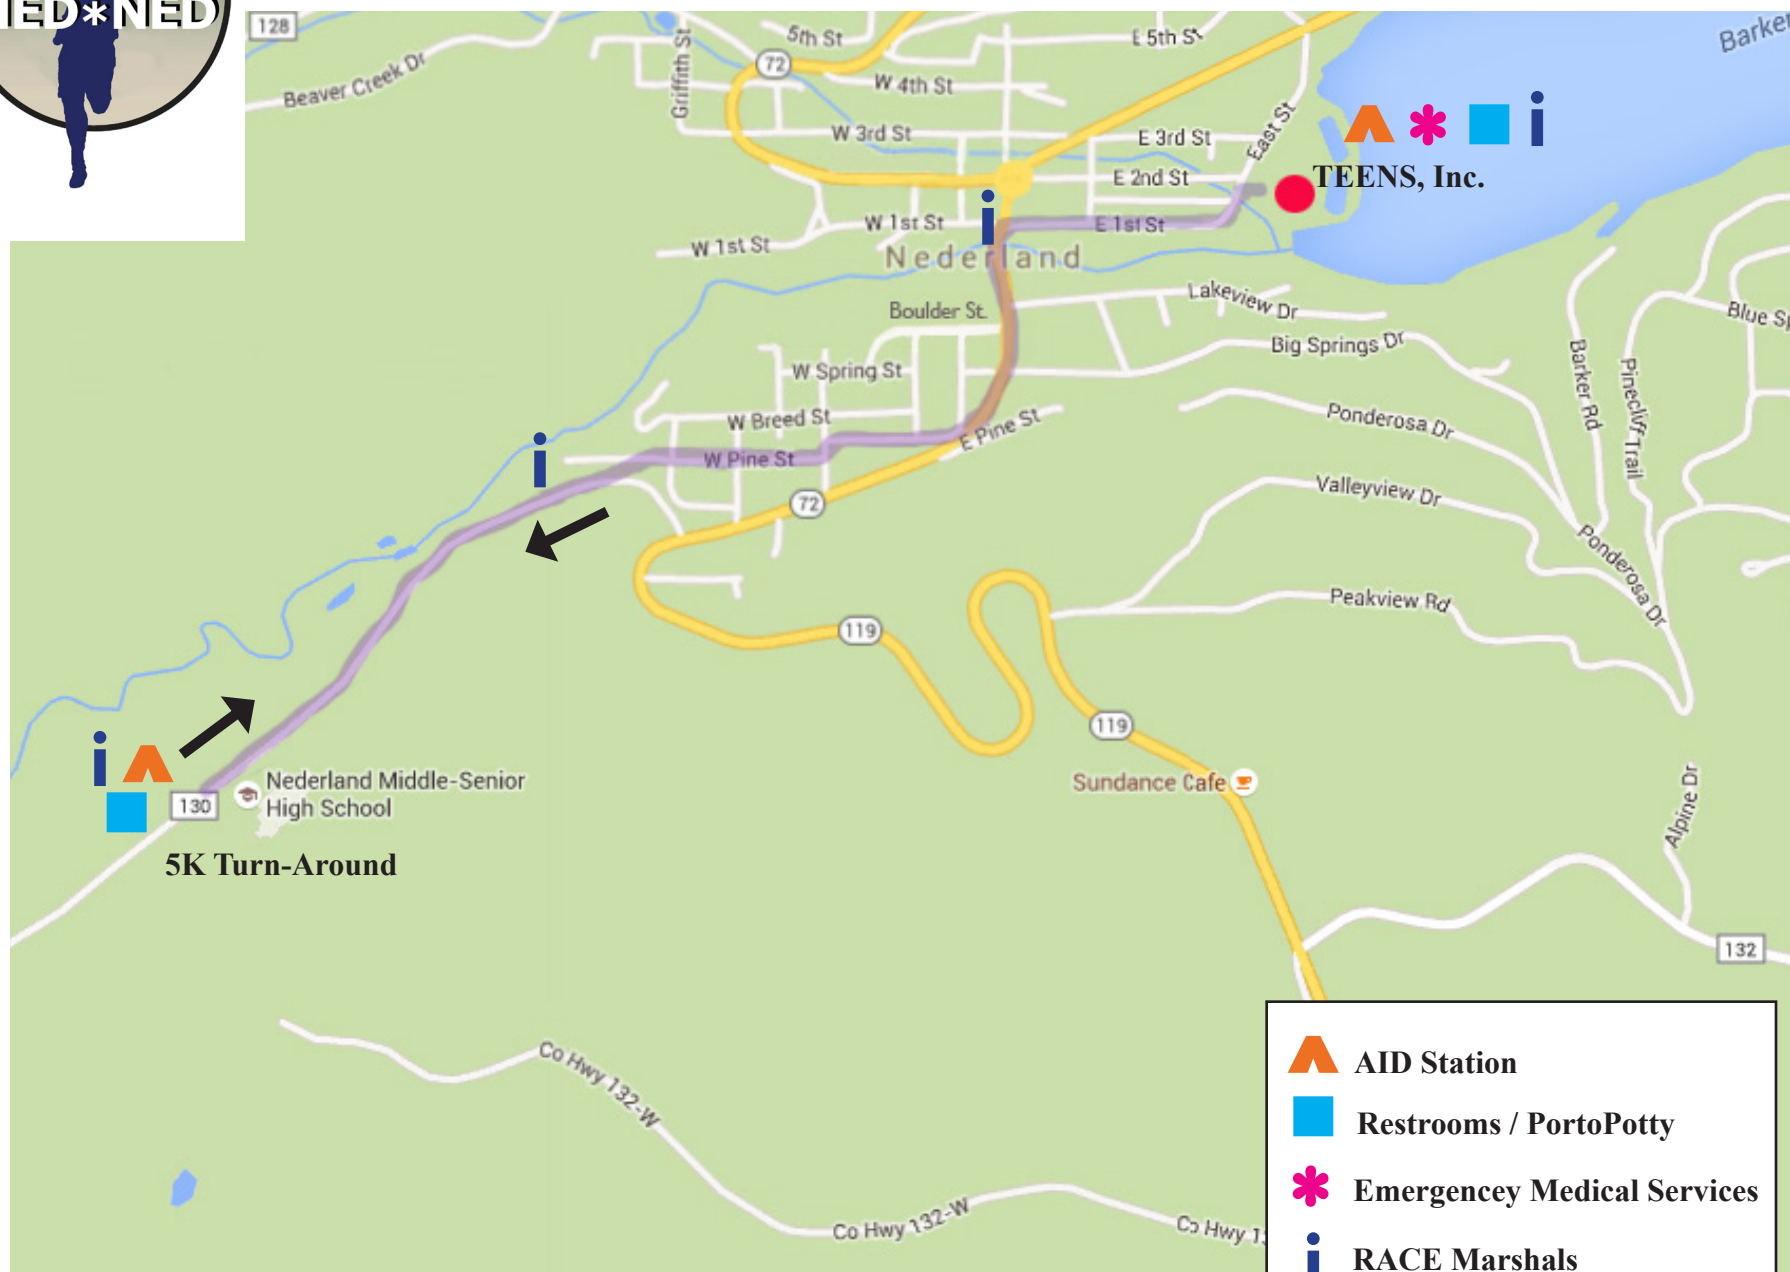 NED*NED
128
Beaver Creek Dr
Griffith St
5th St
72
E 5th St
Barker
W 4th St
W 3rd St
E 3rd St
East St
E 2nd St
TEENS, Inc.
W 1st St
E 1st St
W 1st St
Nederland
Boulder St.
Lakeview Dr
Big Springs Dr
Barker Rd
Pinecliff Trail
Blue Sp
W Spring St
W Breed St
E Pine St
Ponderosa Dr
W Pine St
72
Valleyview Dr
Ponderosa Dr
Peakview Rd
119
119
Sundance Cafe
Nederland Middle-Senior
High School
130
5K Turn-Around
Alpine Dr
132
Co Hwy 132-W
Co Hwy 132-W
Co Hwy 13
AID Station
Restrooms / PortoPotty
Emergencey Medical Services
RACE Marshals